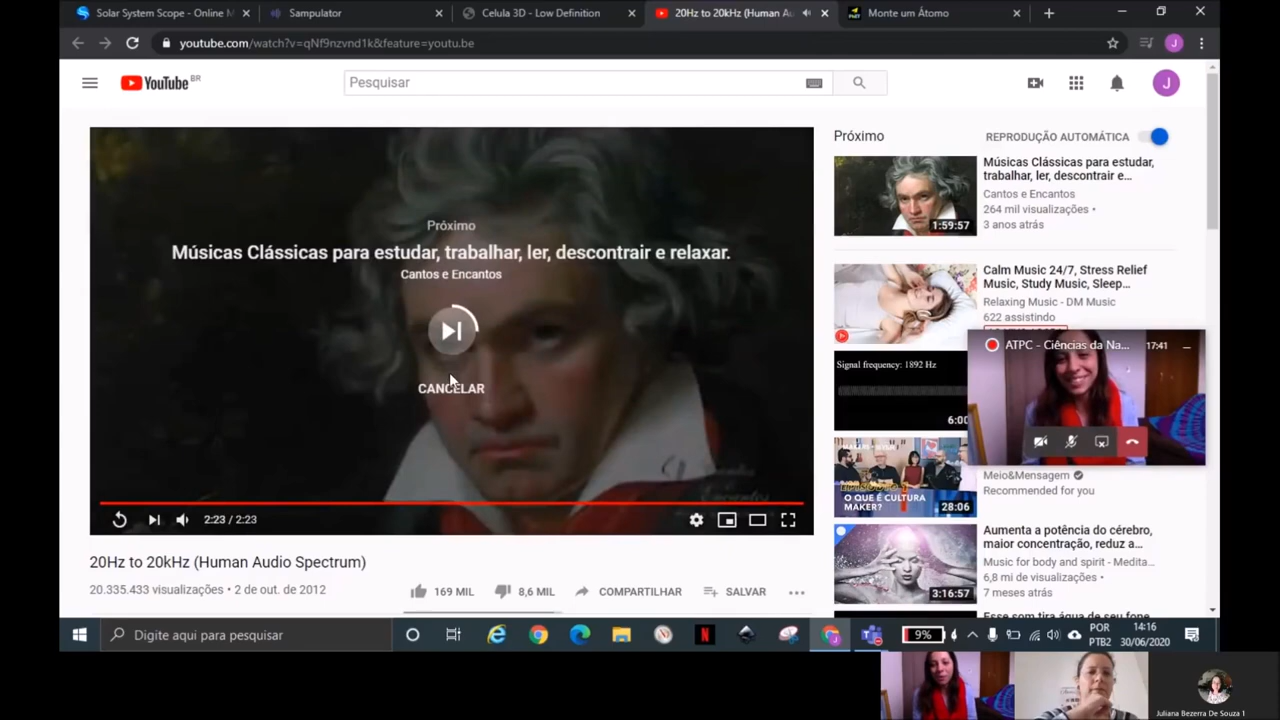 Solar System Scope - Online M
Sampulator
Celula 3D - Low Definition
20Hz to 20kHz (Human Au
Monte um Átomo
youtube.com/watch?v=qNf9nzvnd1k&feature=youtu.be
J
YouTube BR
Pesquisar
J
Próximo
Músicas Clássicas para estudar, trabalhar, ler, descontrair e relaxar.
Cantos e Encantos
CANCELAR
2:23 / 2:23
20Hz to 20kHz (Human Audio Spectrum)
20.335.433 visualizações • 2 de out. de 2012
169 MIL
8,6 MIL
COMPARTILHAR
SALVAR
Próximo
REPRODUÇÃO AUTOMÁTICA
Músicas Clássicas para estudar,
trabalhar, ler, descontrair e...
Cantos e Encantos
264 mil visualizações •
3 anos atrás
1:59:57
Calm Music 24/7, Stress Relief
Music, Study Music, Sleep...
Relaxing Music - DM Music
622 assistindo
Signal frequency: 1892 Hz
6:00
ATPC - Ciências da Na...
17:41
O QUE É CULTURA
MAKER?
28:06
Meio&Mensagem
Recommended for you
Aumenta a potência do cérebro,
maior concentração, reduz a...
Music for body and spirit - Medita...
6,8 mi de visualizações •
7 meses atrás
3:16:57
Esse som tira água de seu fone
Digite aqui para pesquisar
9%
POR
PTB2
14:16
30/06/2020
Juliana Bezerra De Souza 1